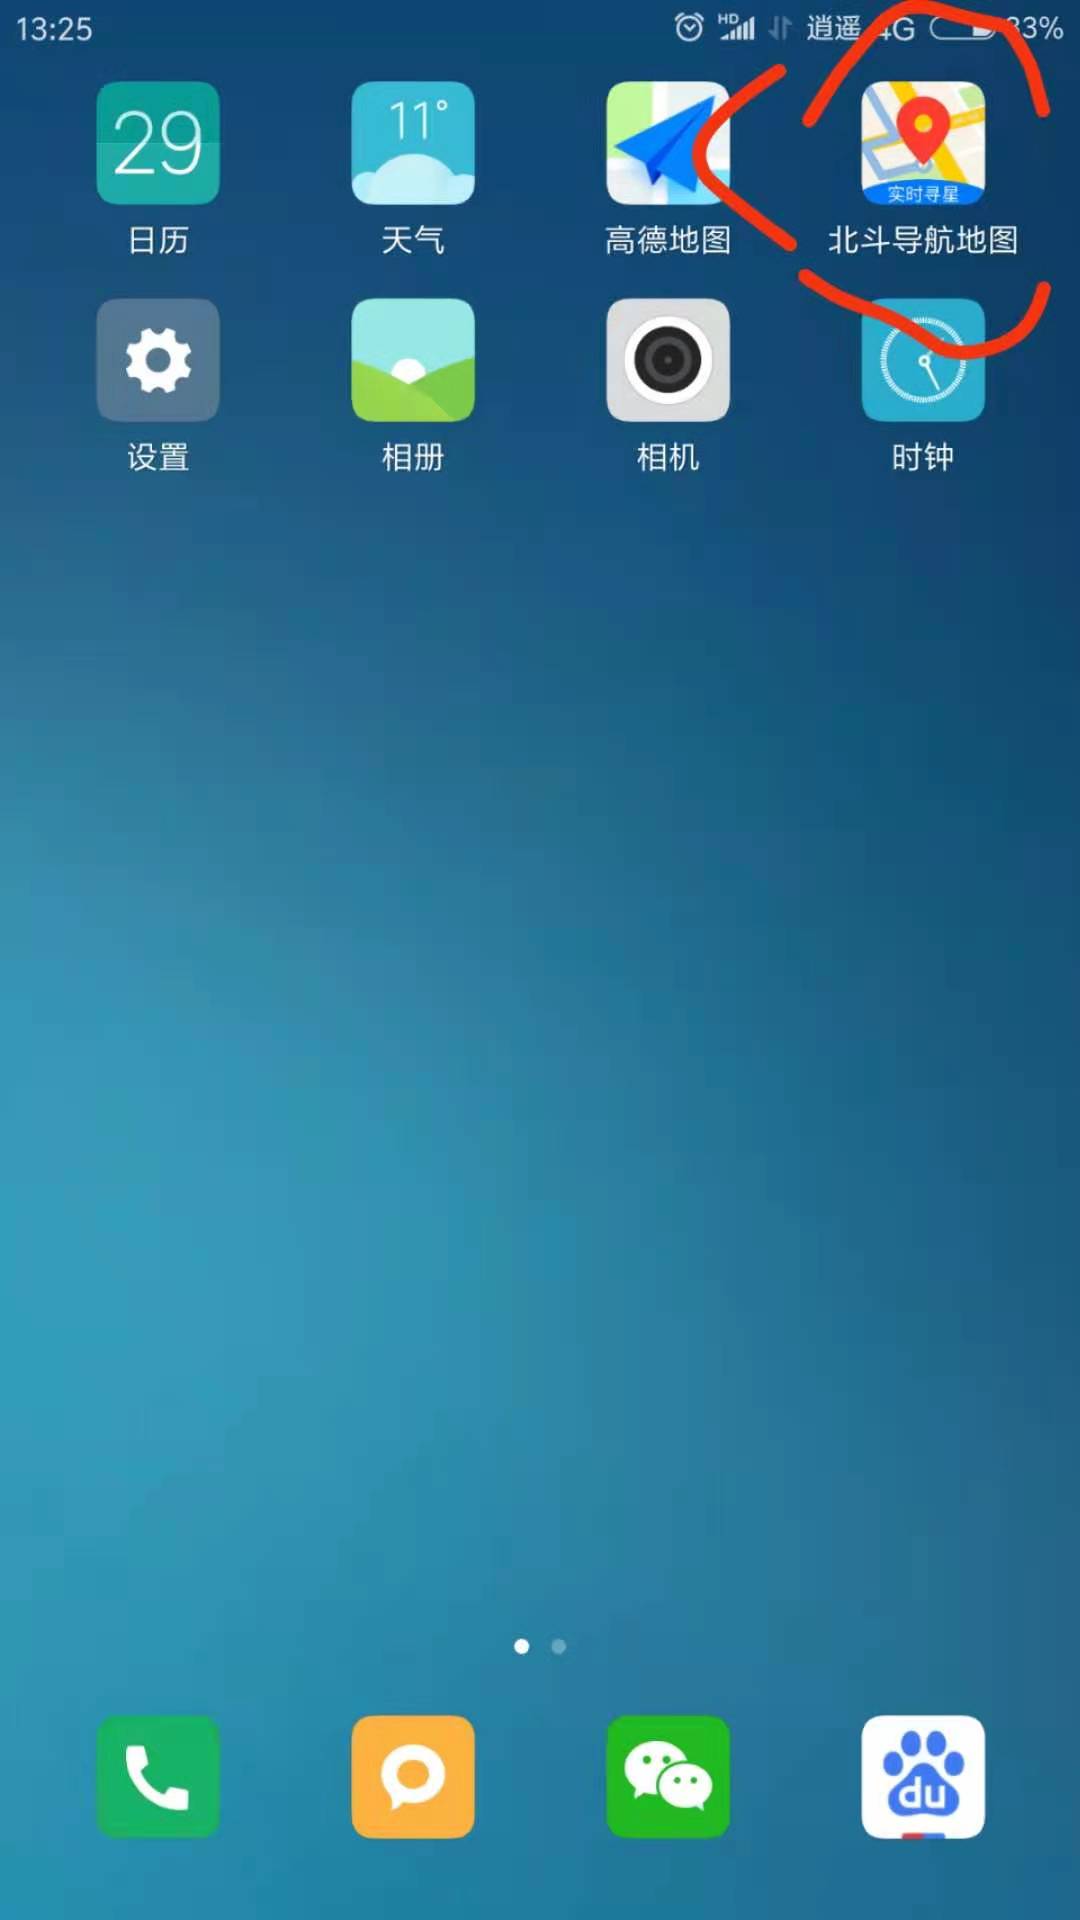 13:25
HD 逍遥 4G 33%
29
11°
实时寻星
日历 天气 高德地图 北斗导航地图
设置 相册 相机 时钟
du